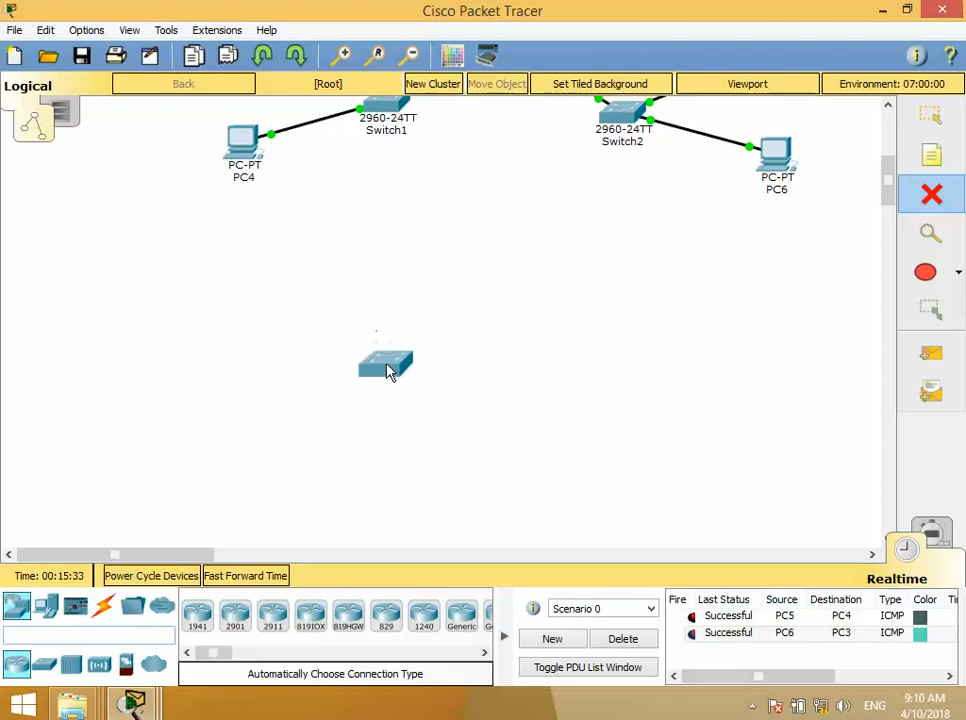 Cisco Packet Tracer
File Edit Options View Tools Extensions Help
Logical Back [Root] New Cluster Move Object Set Tiled Background Viewport Environment: 07:00:00
2960-24TT
Switch1
2960-24TT
Switch2
PC-PT
PC4
PC-PT
PC6
Time: 00:15:33 Power Cycle Devices Fast Forward Time
Realtime
1941 2901 2911 819IOX 819HGW 829 1240 Generic
Automatically Choose Connection Type
Scenario 0
New Delete
Toggle PDU List Window
Fire Last Status Source Destination Type Color
Successful PC5 PC4 ICMP
Successful PC6 PC3 ICMP
ENG
9:10 AM
4/10/2018